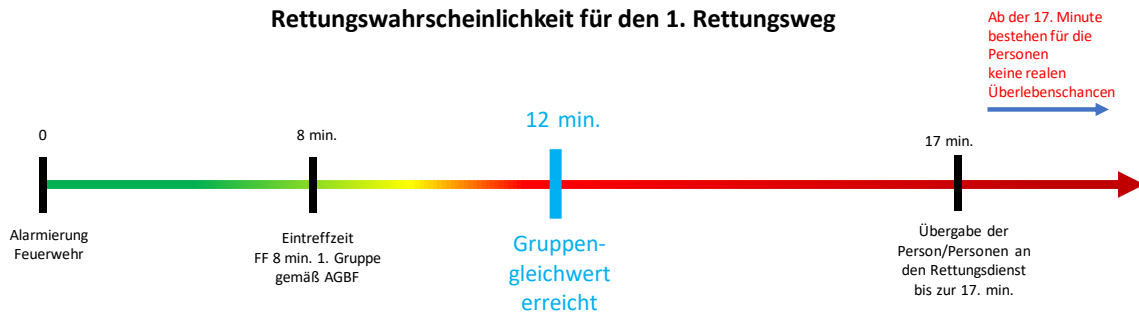 Rettungswahrscheinlichkeit für den 1. Rettungsweg
Ab der 17. Minute
bestehen für die
Personen
keine realen
Überlebenschancen
0
8 min.
12 min.
17 min.
Alarmierung
Feuerwehr
Eintreffzeit
FF 8 min. 1. Gruppe
gemäß AGBF
Gruppen-
gleichwert
erreicht
Übergabe der
Person/Personen an
den Rettungsdienst
bis zur 17. min.